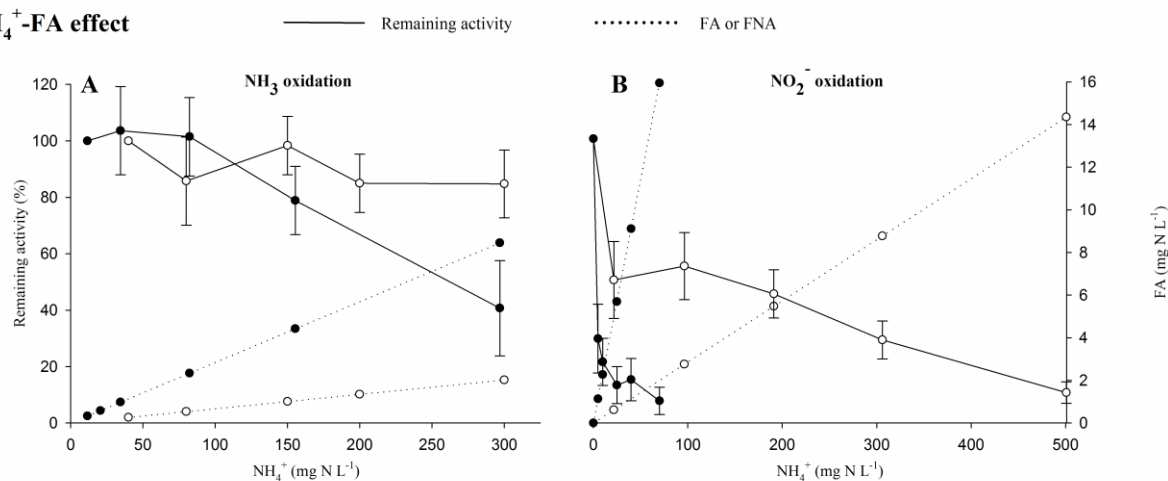 ₄⁺-FA effect
Remaining activity
FA or FNA
A
NH₃ oxidation
B
NO₂⁻ oxidation
Remaining activity (%)
120
100
80
60
40
20
0
0 50 100 150 200 250 300
NH₄⁺ (mg N L⁻¹)
0 100 200 300 400 500
NH₄⁺ (mg N L⁻¹)
16
14
12
10
8
6
4
2
0
FA (mg N L⁻¹)